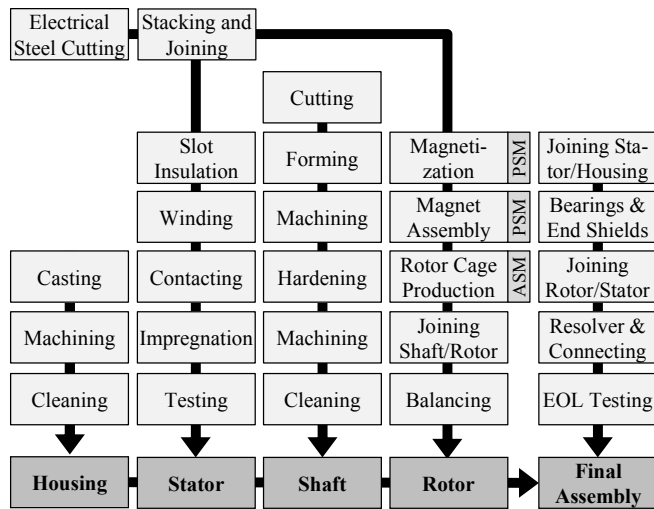 Electrical
Steel Cutting
Stacking and
Joining
Cutting
Slot
Insulation
Forming
Magneti-
zation
PSM
Joining Sta-
tor/Housing
Winding
Machining
Magnet
Assembly
PSM
Bearings &
End Shields
Casting
Contacting
Hardening
Rotor Cage
Production
ASM
Joining
Rotor/Stator
Machining
Impregnation
Machining
Joining
Shaft/Rotor
Resolver &
Connecting
Cleaning
Testing
Cleaning
Balancing
EOL Testing
Housing
Stator
Shaft
Rotor
Final
Assembly